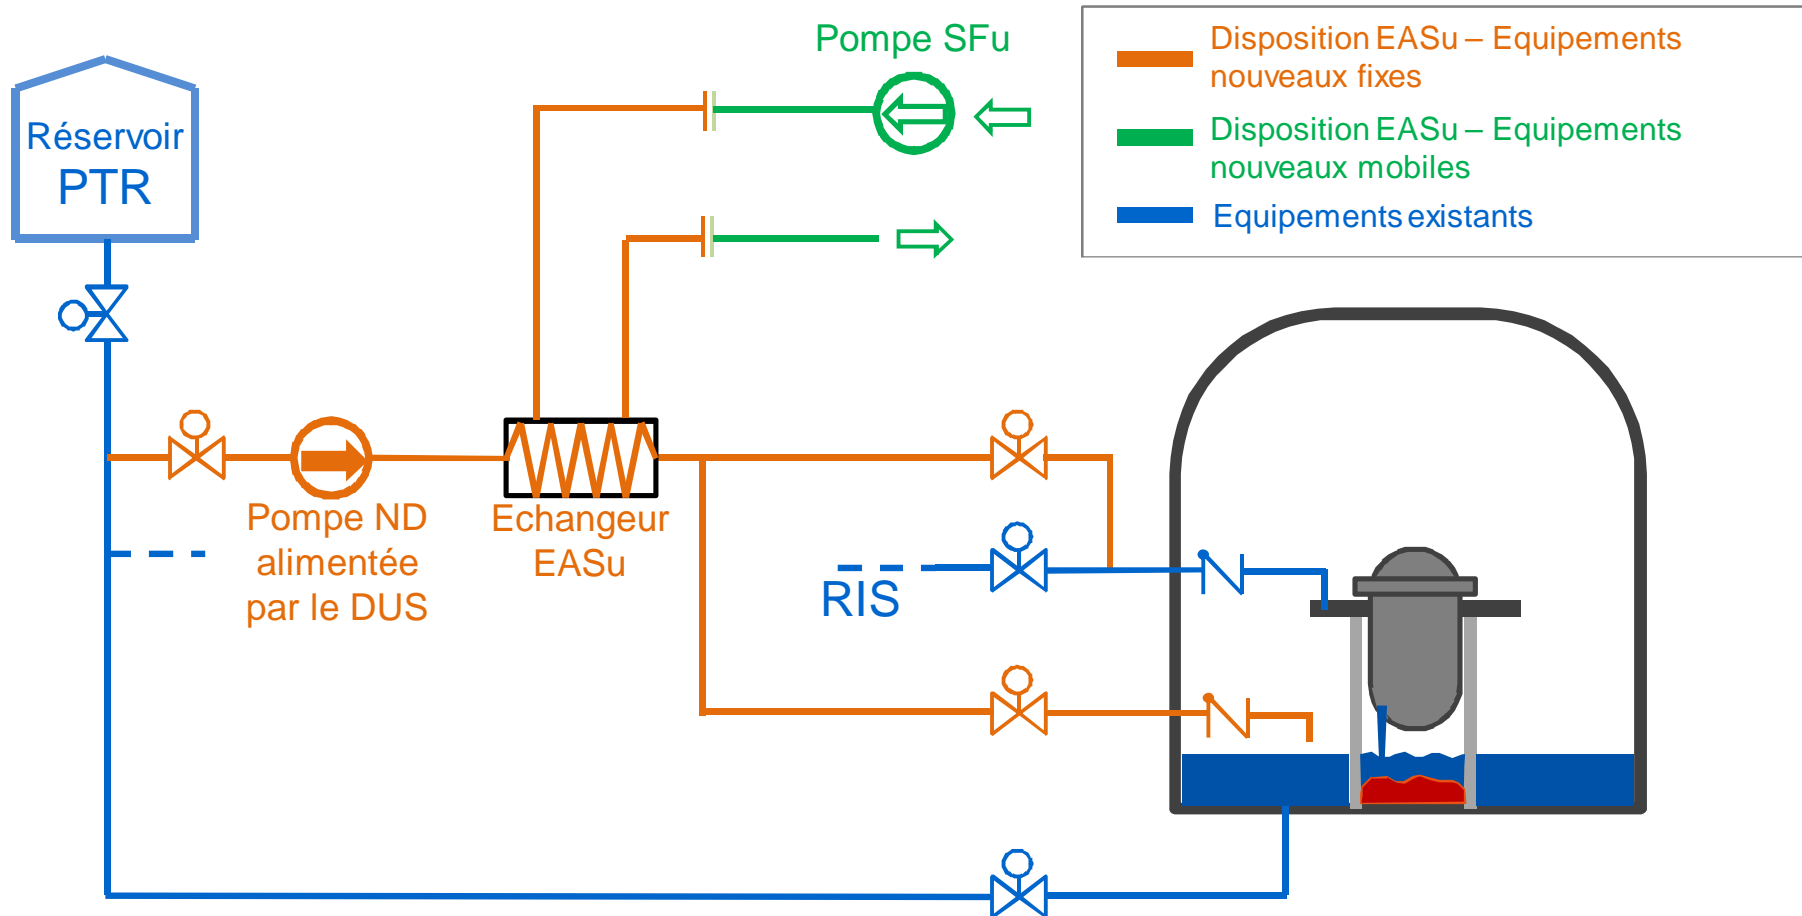 Pompe SFu
Disposition EASu – Equipements
nouveaux fixes
Disposition EASu – Equipements
nouveaux mobiles
Equipements existants
Réservoir
PTR
Pompe ND
alimentée
par le DUS
Echangeur
EASu
RIS